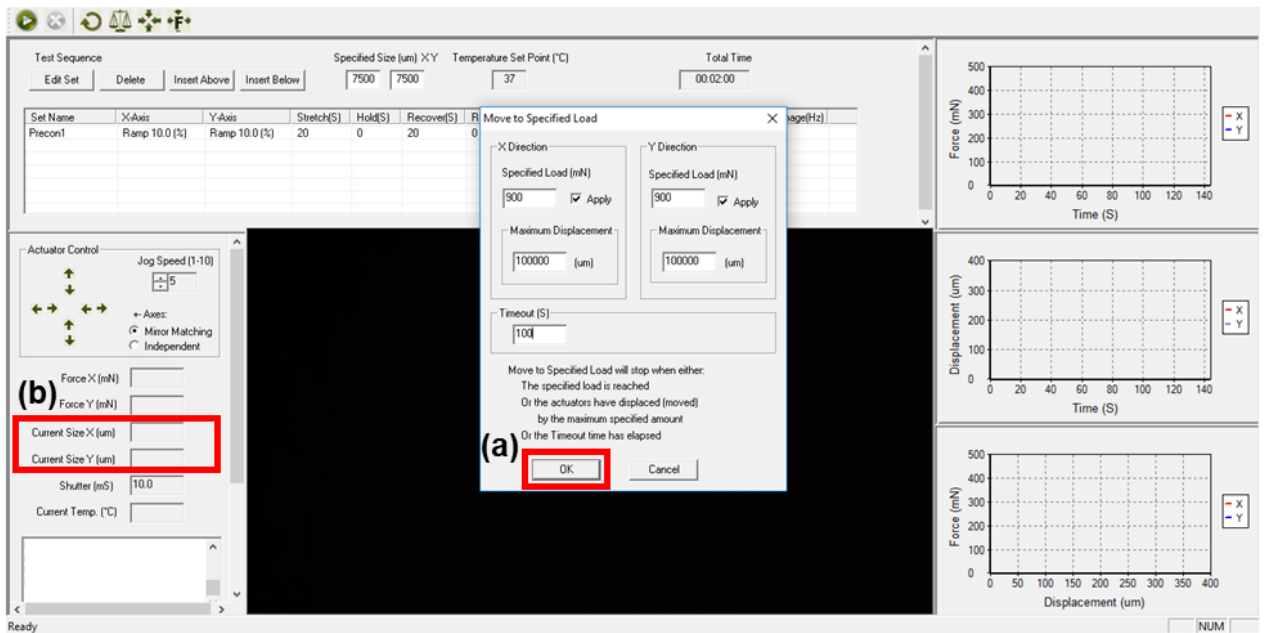 F
Test Sequence
Specified Size (um) X Y
Temperature Set Point (°C)
Total Time
Edit Set
Delete
Insert Above
Insert Below
7500
7500
37
00:02:00
Set Name X-Axis Y-Axis Stretch(S) Hold(S) Recover(S) R mage(Hz)
Precon1 Ramp 10.0 (%) Ramp 10.0 (%) 20 0 20 0
Move to Specified Load
X Direction
Specified Load (mN)
900
Apply
Maximum Displacement
100000 (um)
Y Direction
Specified Load (mN)
900
Apply
Maximum Displacement
100000 (um)
Timeout (S)
100
Move to Specified Load will stop when either:
The specified load is reached
Or the actuators have displaced (moved)
by the maximum specified amount
Or the Timeout time has elapsed
(a)
OK
Cancel
Actuator Control
Jog Speed (1-10)
5
+- Axes:
Mirror Matching
Independent
(b)
Force X (mN)
Force Y (mN)
Current Size X (um)
Current Size Y (um)
Shutter (mS) 10.0
Current Temp. (°C)
Force (mN)
500
400
300
200
100
0
0 20 40 60 80 100 120 140
Time (S)
X
Y
Displacement (um)
400
300
200
100
0
0 20 40 60 80 100 120 140
Time (S)
X
Y
Force (mN)
500
400
300
200
100
0
0 50 100 150 200 250 300 350 400
Displacement (um)
X
Y
Ready
NUM